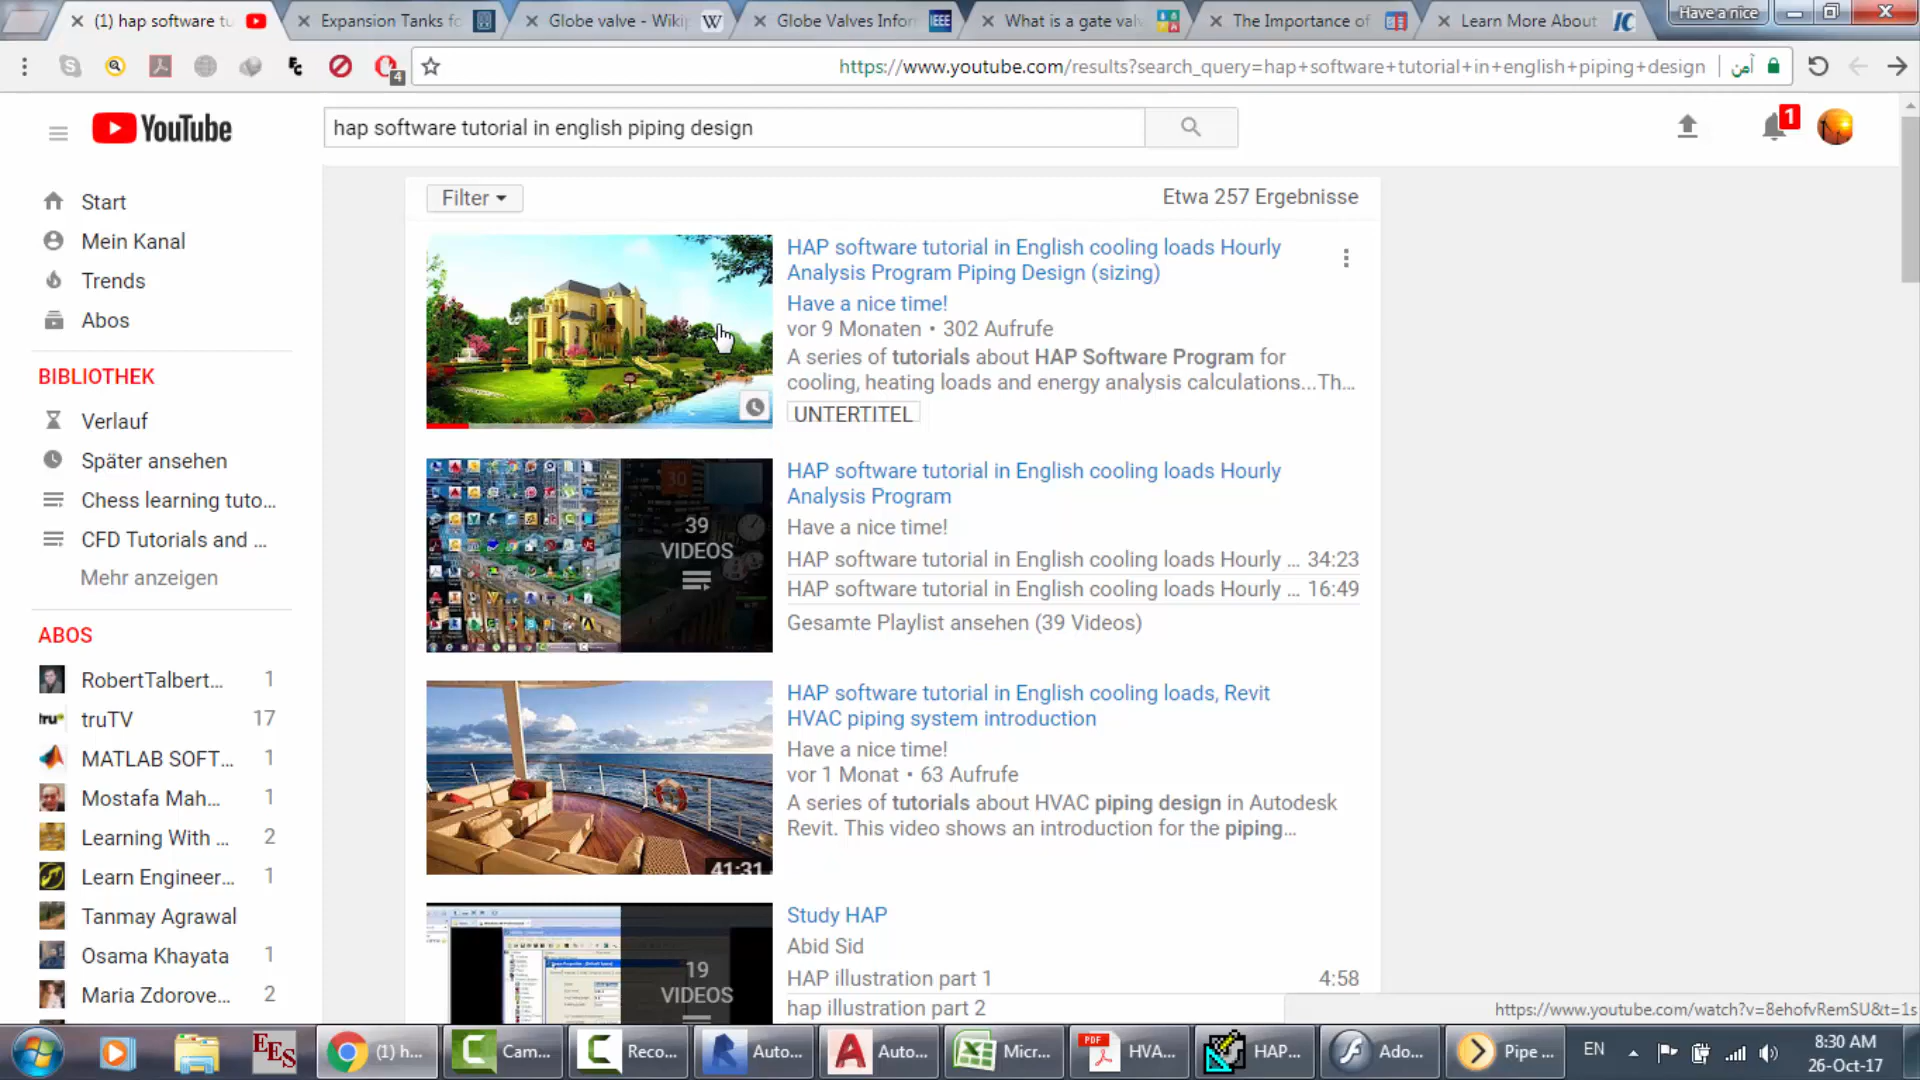 (1) hap software tu
Expansion Tanks fo
Globe valve - Wikip
W
Globe Valves Infor
IEEE
What is a gate valv
The Importance of
Learn More About
IC
Have a nice
4
https://www.youtube.com/results?search_query=hap+software+tutorial+in+english+piping+design
آمن
YouTube
hap software tutorial in english piping design
1
Start
Mein Kanal
Trends
Abos
BIBLIOTHEK
Verlauf
Später ansehen
Chess learning tuto...
CFD Tutorials and ...
Mehr anzeigen
ABOS
RobertTalbert... 1
truTV 17
MATLAB SOFT... 1
Mostafa Mah... 1
Learning With ... 2
Learn Engineer... 1
Tanmay Agrawal
Osama Khayata 1
Maria Zdorove... 2
Filter
Etwa 257 Ergebnisse
HAP software tutorial in English cooling loads Hourly
Analysis Program Piping Design (sizing)
Have a nice time!
vor 9 Monaten • 302 Aufrufe
A series of tutorials about HAP Software Program for
cooling, heating loads and energy analysis calculations...Th...
UNTERTITEL
39
VIDEOS
HAP software tutorial in English cooling loads Hourly
Analysis Program
Have a nice time!
HAP software tutorial in English cooling loads Hourly ... 34:23
HAP software tutorial in English cooling loads Hourly ... 16:49
Gesamte Playlist ansehen (39 Videos)
41:31
HAP software tutorial in English cooling loads, Revit
HVAC piping system introduction
Have a nice time!
vor 1 Monat • 63 Aufrufe
A series of tutorials about HVAC piping design in Autodesk
Revit. This video shows an introduction for the piping...
19
VIDEOS
Study HAP
Abid Sid
HAP illustration part 1 4:58
hap illustration part 2
https://www.youtube.com/watch?v=8ehofvRemSU&t=1s
EES
(1) h...
Cam...
Reco...
Auto...
Auto...
Micr...
PDF
HVA...
HAP...
Ado...
Pipe ...
EN
8:30 AM
26-Oct-17